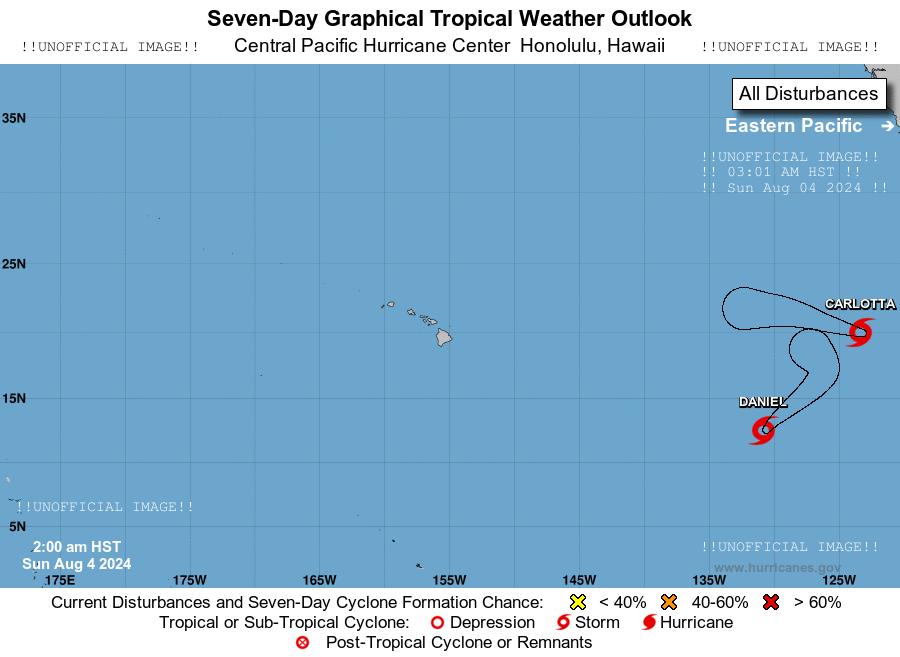 Seven-Day Graphical Tropical Weather Outlook
!!UNOFFICIAL IMAGE!! Central Pacific Hurricane Center Honolulu, Hawaii !!UNOFFICIAL IMAGE!!
All Disturbances
35N
Eastern Pacific →
!!UNOFFICIAL IMAGE!!
!! 03:01 AM HST !!
!! Sun Aug 04 2024 !!
25N
CARLOTTA
15N
DANIEL
!!UNOFFICIAL IMAGE!!
5N
2:00 am HST
!!UNOFFICIAL IMAGE!!
Sun Aug 4 2024
www.hurricanes.gov
175E 175W 165W 155W 145W 135W 125W
Current Disturbances and Seven-Day Cyclone Formation Chance: < 40% 40-60% > 60%
Tropical or Sub-Tropical Cyclone: Depression Storm Hurricane
Post-Tropical Cyclone or Remnants